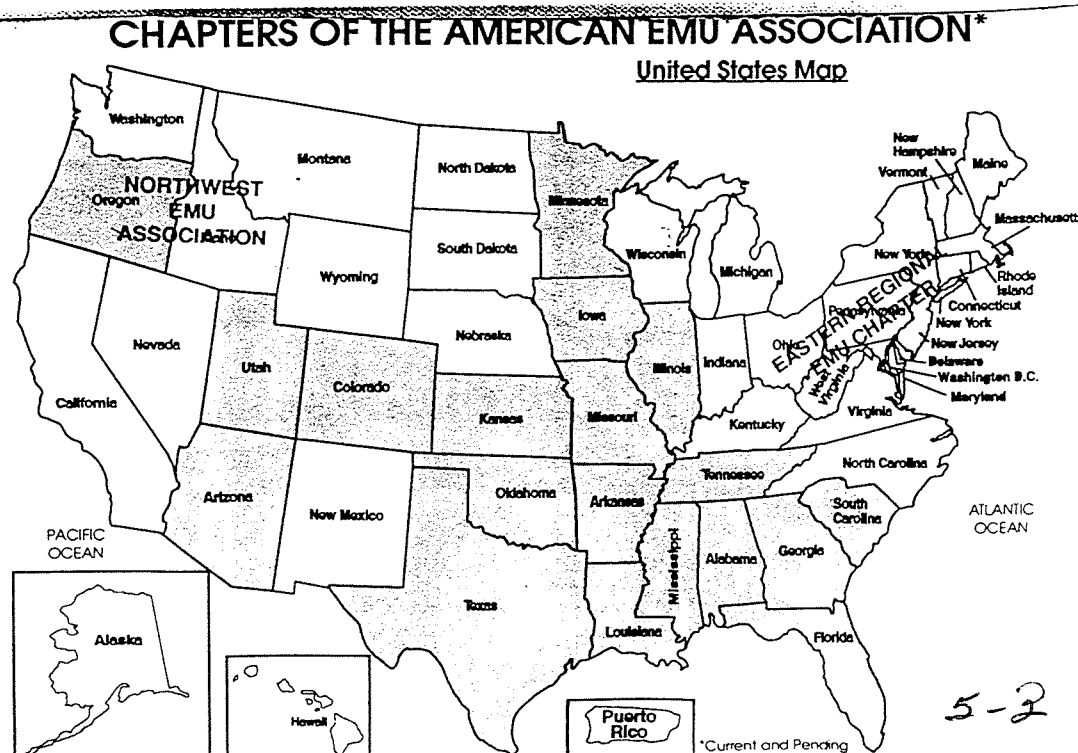 CHAPTERS OF THE AMERICAN EMU ASSOCIATION*
United States Map
Washington
Montana
North Dakota
Minnesota
New
Hampshire
Vermont
Maine
Massachusett
Oregon
NORTHWEST
EMU
ASSOCIATION
South Dakota
Wisconsin
Michigan
New York
Rhode
Island
Connecticut
New York
New Jersey
Delaware
Washington D.C.
Maryland
Wyoming
Iowa
Nebraska
Pennsylvania
EASTERN REGIONA
EMU CHARTER
Ohio
Indiana
Illinois
West
Virginia
Virginia
Nevada
Utah
Colorado
Kansas
Missouri
Kentucky
California
Arizona
New Mexico
Oklahoma
Arkansas
Tennessee
North Carolina
South
Carolina
Mississippi
Alabama
Georgia
Texas
Louisiana
Florida
PACIFIC
OCEAN
ATLANTIC
OCEAN
Alaska
Hawaii
Puerto
Rico
*Current and Pending
5-2